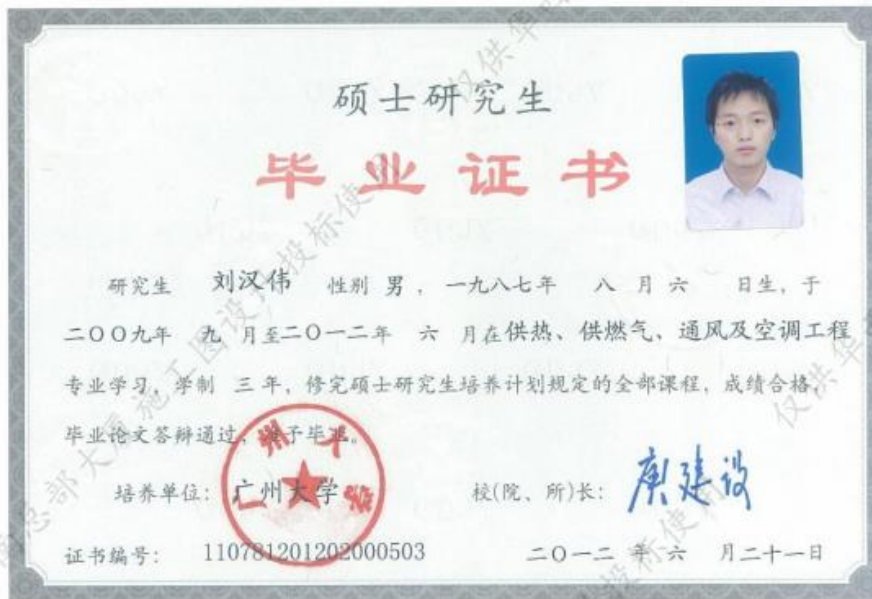 硕士研究生
毕业证书
研究生 刘汉伟 性别 男，一九八七年 八 月 六 日生，于
二〇〇九年 九 月至二〇一二年 六 月在供热、供燃气、通风及空调工程
专业学习，学制 三 年，修完硕士研究生培养计划规定的全部课程，成绩合格，
毕业论文答辩通过，准予毕业。
培养单位：广州大学 校(院、所)长：庾建设
证书编号：110781201202000503 二〇一二 年 六 月二十一日